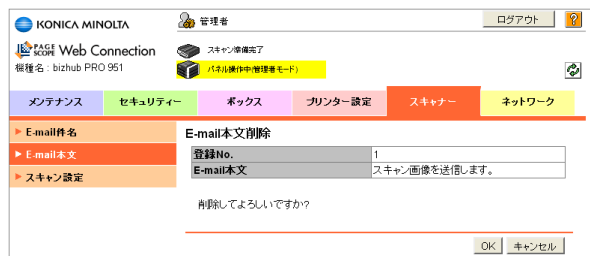 KONICA MINOLTA
管理者
ログアウト
?
PAGE SCOPE Web Connection
スキャン準備完了
機種名 : bizhub PRO 951
パネル操作中(管理者モード)
メンテナンス
セキュリティー
ボックス
プリンター設定
スキャナー
ネットワーク
E-mail件名
E-mail本文
スキャン設定
E-mail本文削除
登録No. 1
E-mail本文 スキャン画像を送信します。
削除してよろしいですか?
OK キャンセル